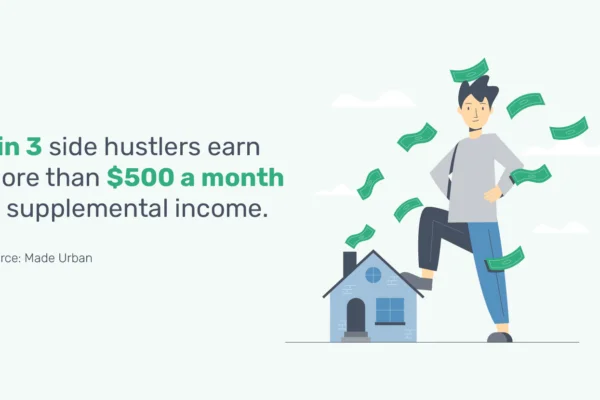 in 3 side hustlers earn
ore than $500 a month
supplemental income.
rce: Made Urban